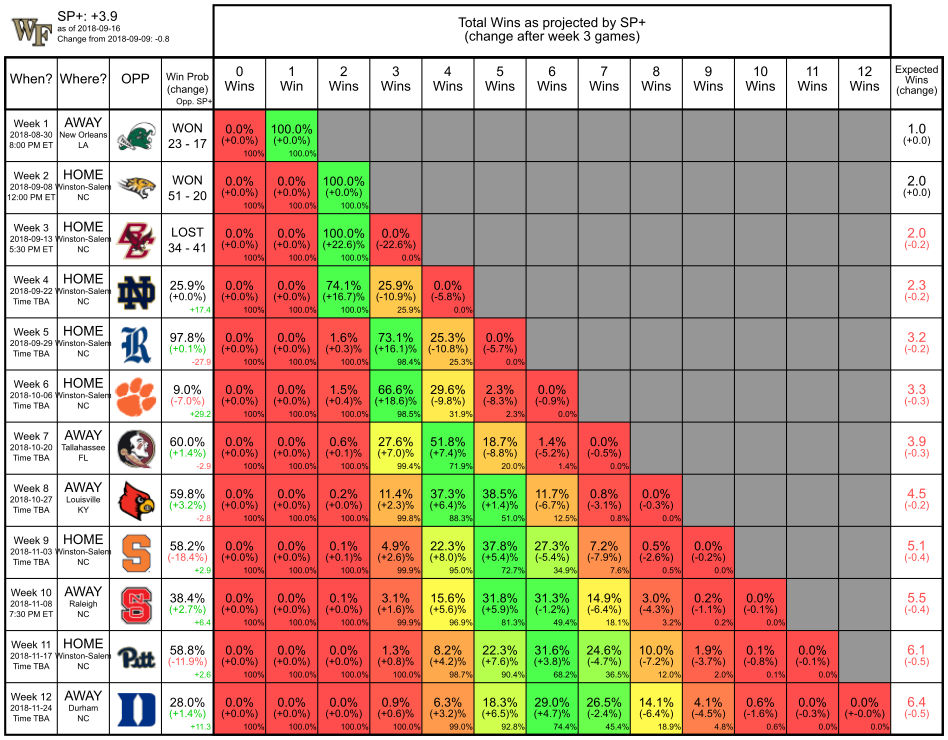 WF
SP+: +3.9
as of 2018-09-16
Change from 2018-09-09: -0.8
Total Wins as projected by SP+
(change after week 3 games)
When? Where? OPP Win Prob (change) Opp. SP+ 0 Wins 1 Win 2 Wins 3 Wins 4 Wins 5 Wins 6 Wins 7 Wins 8 Wins 9 Wins 10 Wins 11 Wins 12 Wins Expected Wins (change)
Week 1 AWAY WON 0.0% 100.0% 1.0
2018-08-30 New Orleans 23 - 17 (+0.0%) (+0.0%) (+0.0)
8:00 PM ET LA 100% 100.0%
Week 2 HOME WON 0.0% 0.0% 100.0% 2.0
2018-09-08 Winston-Salem 51 - 20 (+0.0%) (+0.0%) (+0.0%) (+0.0)
12:00 PM ET NC 100% 100.0% 100.0%
Week 3 HOME LOST 0.0% 0.0% 100.0% 0.0% 2.0
2018-09-13 Winston-Salem 34 - 41 (+0.0%) (+0.0%) (+22.6)% (-22.6% (-0.2)
5:30 PM ET NC 100% 100.0% 100.0% 0.0%
Week 4 HOME ND 25.9% 0.0% 0.0% 74.1% 25.9% 0.0% 2.3
2018-09-22 Winston-Salem (+0.0%) (+0.0%) (+0.0%) (+16.7)% (-10.9%) (-5.8%) (-0.2)
Time TBA NC +17.4 100% 100.0% 100.0% 25.9% 0.0%
Week 5 HOME R 97.8% 0.0% 0.0% 1.6% 73.1% 25.3% 0.0% 3.2
2018-09-29 Winston-Salem (+0.1%) (+0.0%) (+0.0%) (+0.3)% (+16.1)% (-10.8%) (-5.7%) (-0.2)
Time TBA NC -27.9 100% 100.0% 100.0% 98.4% 25.3% 0.0%
Week 6 HOME 9.0% 0.0% 0.0% 1.5% 66.6% 29.6% 2.3% 0.0% 3.3
2018-10-06 Winston-Salem (-7.0%) (+0.0%) (+0.0%) (+0.4)% (+18.6)% (-9.8%) (-8.3%) (-0.9%) (-0.3)
Time TBA NC +29.2 100% 100.0% 100.0% 98.5% 31.9% 2.3% 0.0%
Week 7 AWAY 60.0% 0.0% 0.0% 0.6% 27.6% 51.8% 18.7% 1.4% 0.0% 3.9
2018-10-20 Tallahassee (+1.4%) (+0.0%) (+0.0%) (+0.1%) (+7.0)% (+7.4)% (-8.8%) (-5.2%) (-0.5%) (-0.3)
Time TBA FL -2.9 100% 100.0% 100.0% 99.4% 71.9% 20.0% 1.4% 0.0%
Week 8 AWAY 59.8% 0.0% 0.0% 0.2% 11.4% 37.3% 38.5% 11.7% 0.8% 0.0% 4.5
2018-10-27 Louisville (+3.2%) (+0.0%) (+0.0%) (+0.0%) (+2.3)% (+6.4)% (+1.4)% (-6.7%) (-3.1%) (-0.3%) (-0.2)
Time TBA KY -2.8 100% 100.0% 100.0% 99.8% 88.3% 51.0% 12.5% 0.8% 0.0%
Week 9 HOME S 58.2% 0.0% 0.0% 0.1% 4.9% 22.3% 37.8% 27.3% 7.2% 0.5% 0.0% 5.1
2018-11-03 Winston-Salem (-18.4%) (+0.0%) (+0.0%) (+0.1%) (+2.6)% (+8.0)% (+5.4)% (-5.4%) (-7.9%) (-2.6%) (-0.2%) (-0.4)
Time TBA NC +2.9 100% 100.0% 100.0% 99.9% 95.0% 72.7% 34.9% 7.6% 0.5% 0.0%
Week 10 AWAY 38.4% 0.0% 0.0% 0.1% 3.1% 15.6% 31.8% 31.3% 14.9% 3.0% 0.2% 0.0% 5.5
2018-11-08 Raleigh (+2.7%) (+0.0%) (+0.0%) (+0.0%) (+1.6)% (+5.6)% (+5.9)% (-1.2%) (-6.4%) (-4.3%) (-1.1%) (-0.1%) (-0.4)
7:30 PM ET NC +6.4 100% 100.0% 100.0% 99.9% 96.9% 81.3% 49.4% 18.1% 3.2% 0.2% 0.0%
Week 11 HOME Pitt 58.8% 0.0% 0.0% 0.0% 1.3% 8.2% 22.3% 31.6% 24.6% 10.0% 1.9% 0.1% 0.0% 6.1
2018-11-17 Winston-Salem (-11.9%) (+0.0%) (+0.0%) (+0.0%) (+0.8)% (+4.2)% (+7.6)% (+3.8)% (-4.7%) (-7.2%) (-3.7%) (-0.8%) (-0.1%) (-0.5)
Time TBA NC +2.6 100% 100.0% 100.0% 100.0% 98.7% 90.4% 68.2% 36.5% 12.0% 2.0% 0.1% 0.0%
Week 12 AWAY D 28.0% 0.0% 0.0% 0.0% 0.9% 6.3% 18.3% 29.0% 26.5% 14.1% 4.1% 0.6% 0.0% 0.0% 6.4
2018-11-24 Durham (+1.4%) (+0.0%) (+0.0%) (+0.0%) (+0.6)% (+3.2)% (+6.5)% (+4.7)% (-2.4%) (-6.4%) (-4.5%) (-1.6%) (-0.3%) (+-0.0% (-0.5)
Time TBA NC +11.3 100% 100.0% 100.0% 100.0% 99.0% 92.8% 74.4% 45.4% 18.9% 4.8% 0.6% 0.0% 0.0%